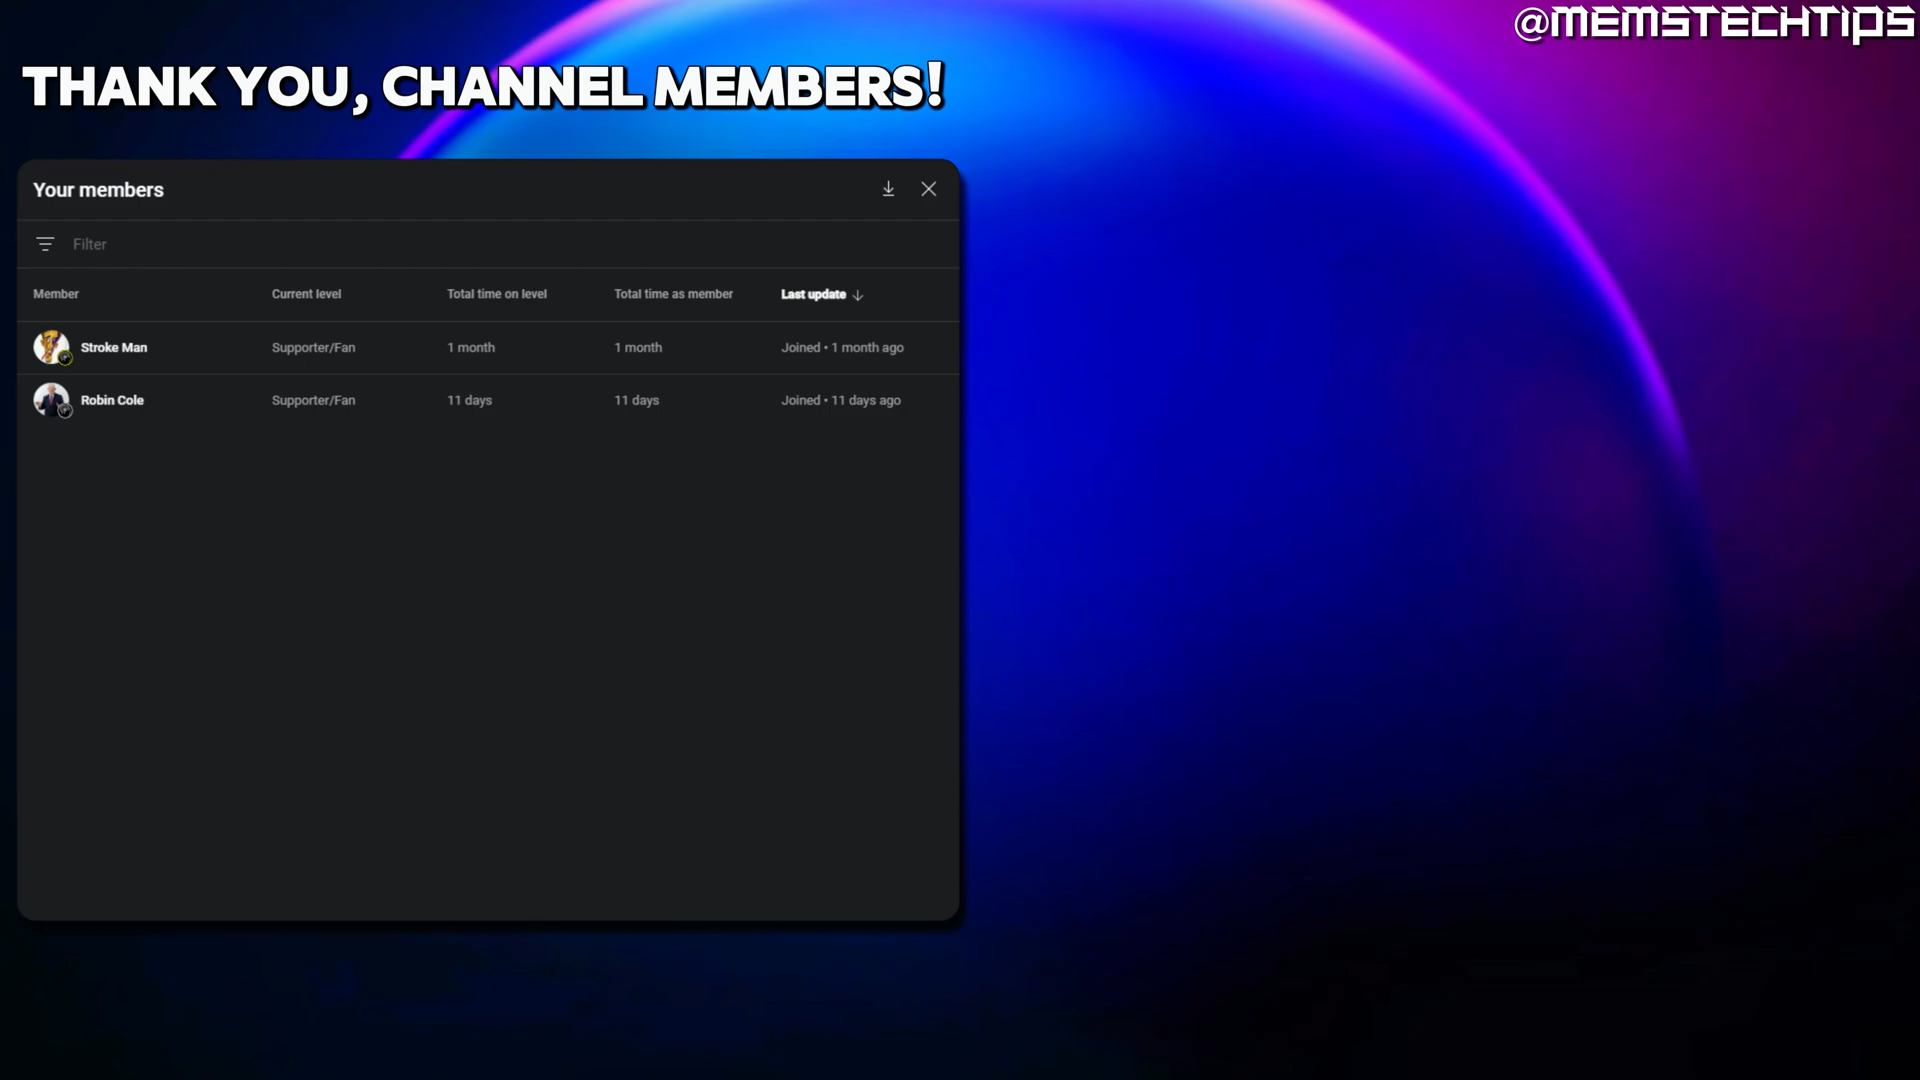 @MEMSTECHTIPS
THANK YOU, CHANNEL MEMBERS!
Your members
Filter
Member Current level Total time on level Total time as member Last update
Stroke Man Supporter/Fan 1 month 1 month Joined • 1 month ago
Robin Cole Supporter/Fan 11 days 11 days Joined • 11 days ago